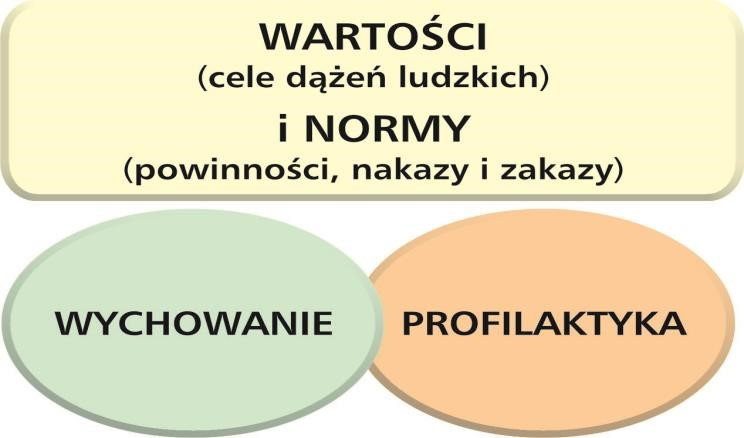 WARTOŚCI
(cele dążeń ludzkich)
i NORMY
(powinności, nakazy i zakazy)
WYCHOWANIE
PROFILAKTYKA